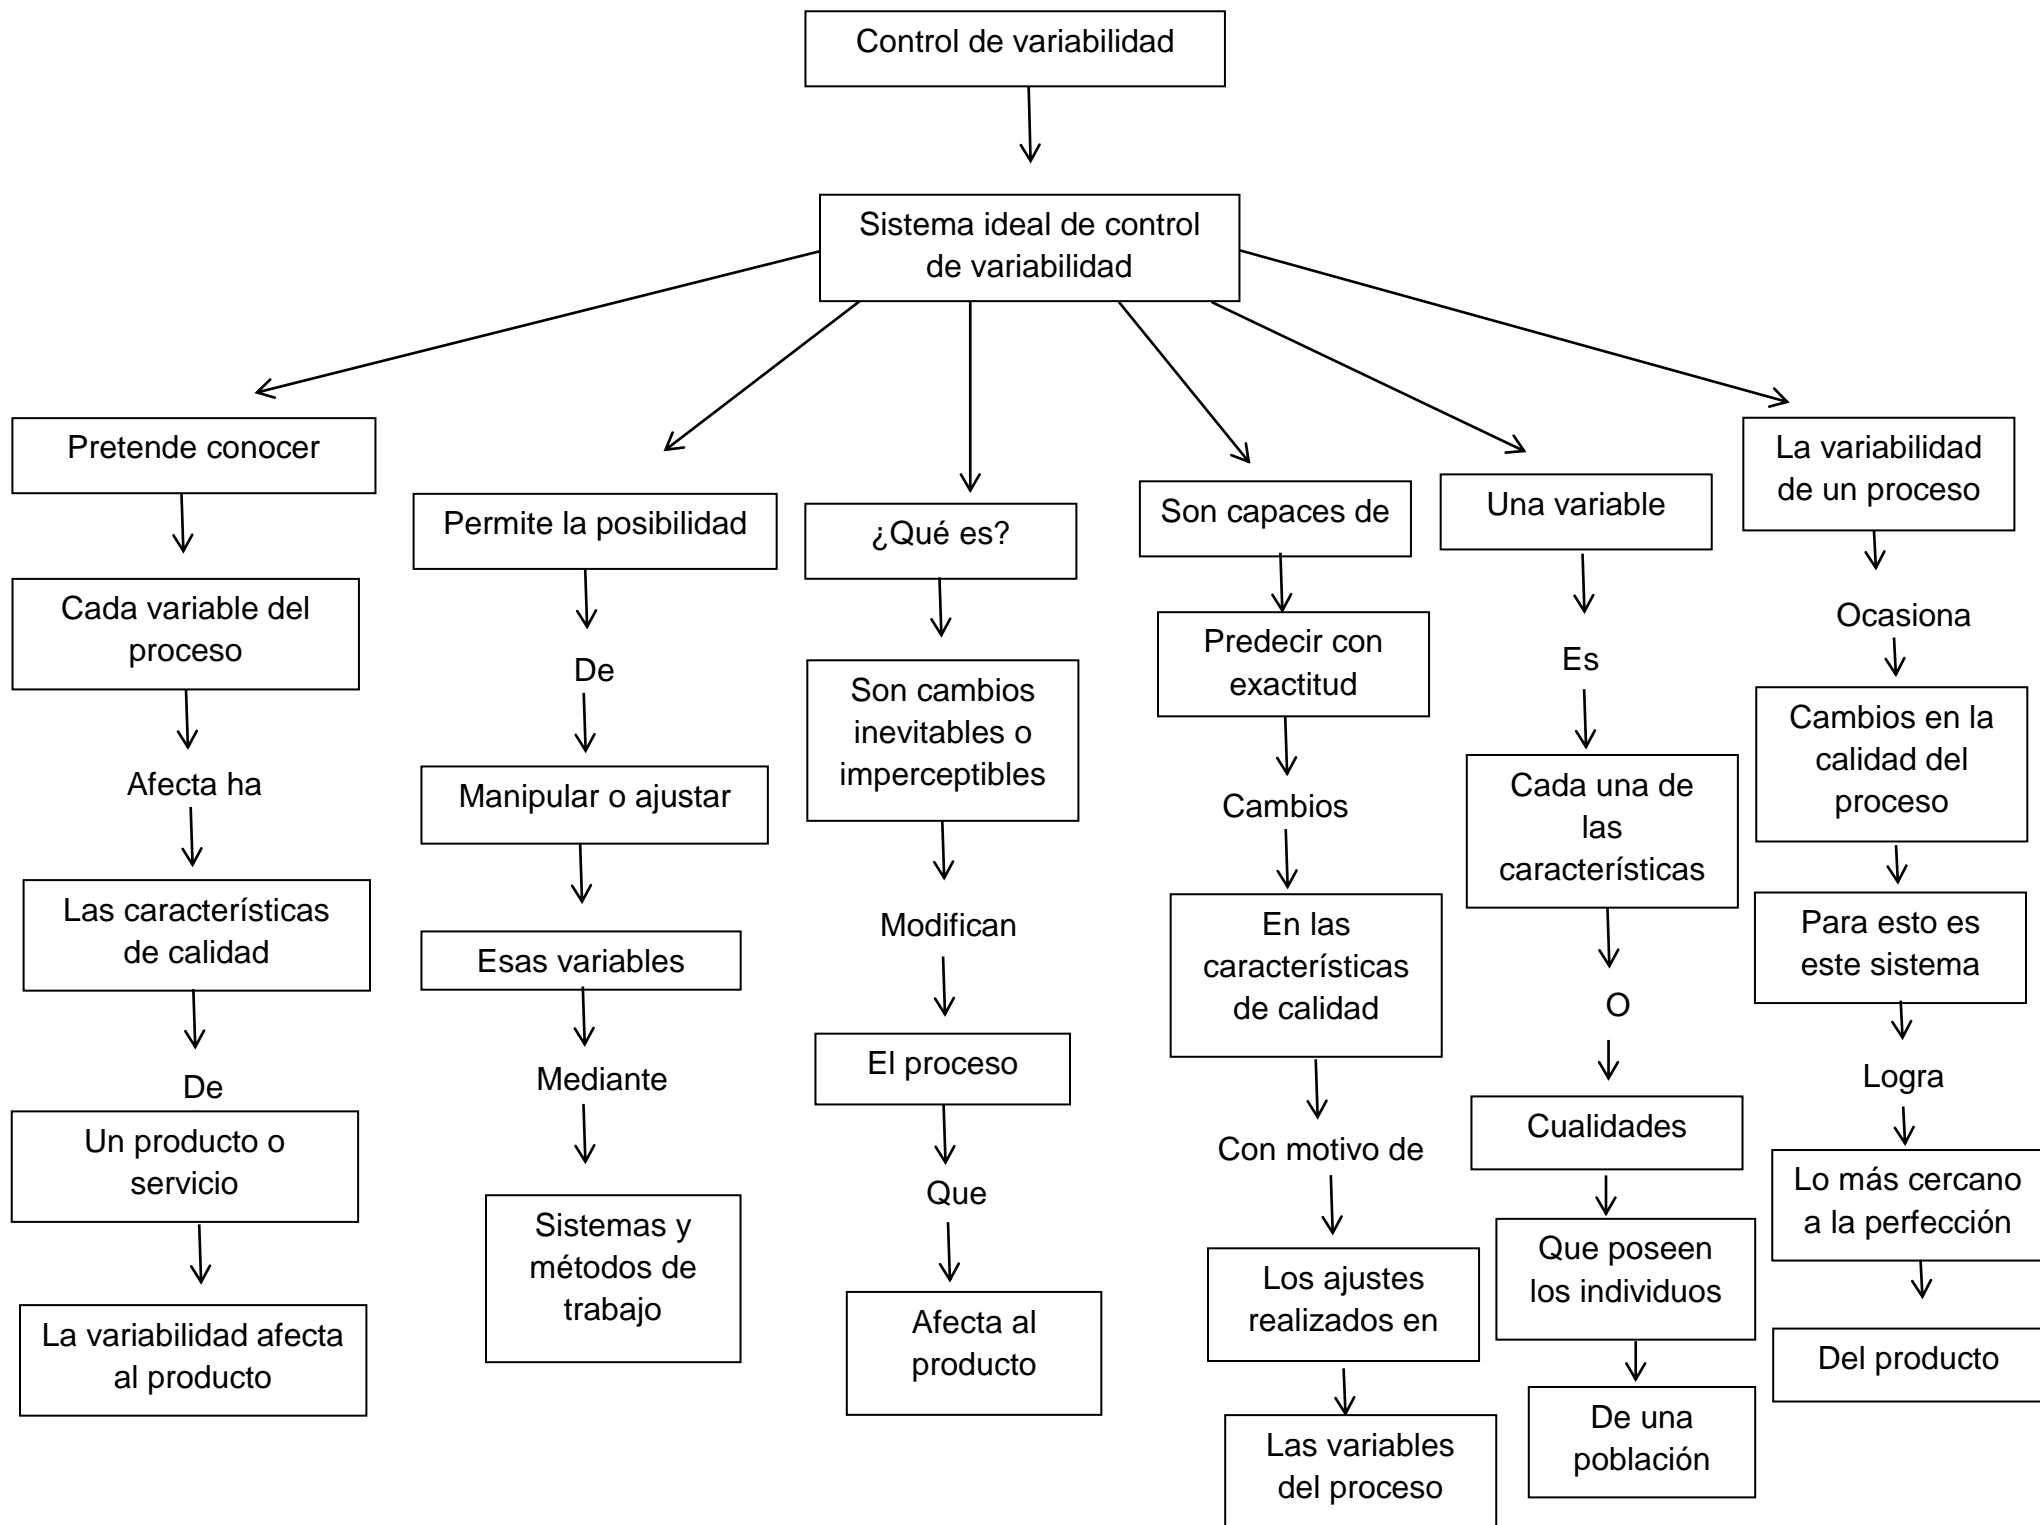 Control de variabilidad
Sistema ideal de control
de variabilidad
Pretende conocer
Cada variable del
proceso
Afecta ha
Las características
de calidad
De
Un producto o
servicio
La variabilidad afecta
al producto
Permite la posibilidad
De
Manipular o ajustar
Esas variables
Mediante
Sistemas y
métodos de
trabajo
¿Qué es?
Son cambios
inevitables o
imperceptibles
Modifican
El proceso
Que
Afecta al
producto
Son capaces de
Predecir con
exactitud
Cambios
En las
características
de calidad
Con motivo de
Los ajustes
realizados en
Las variables
del proceso
Una variable
Es
Cada una de
las
características
O
Cualidades
Que poseen
los individuos
De una
población
La variabilidad
de un proceso
Ocasiona
Cambios en la
calidad del
proceso
Para esto es
este sistema
Logra
Lo más cercano
a la perfección
Del producto